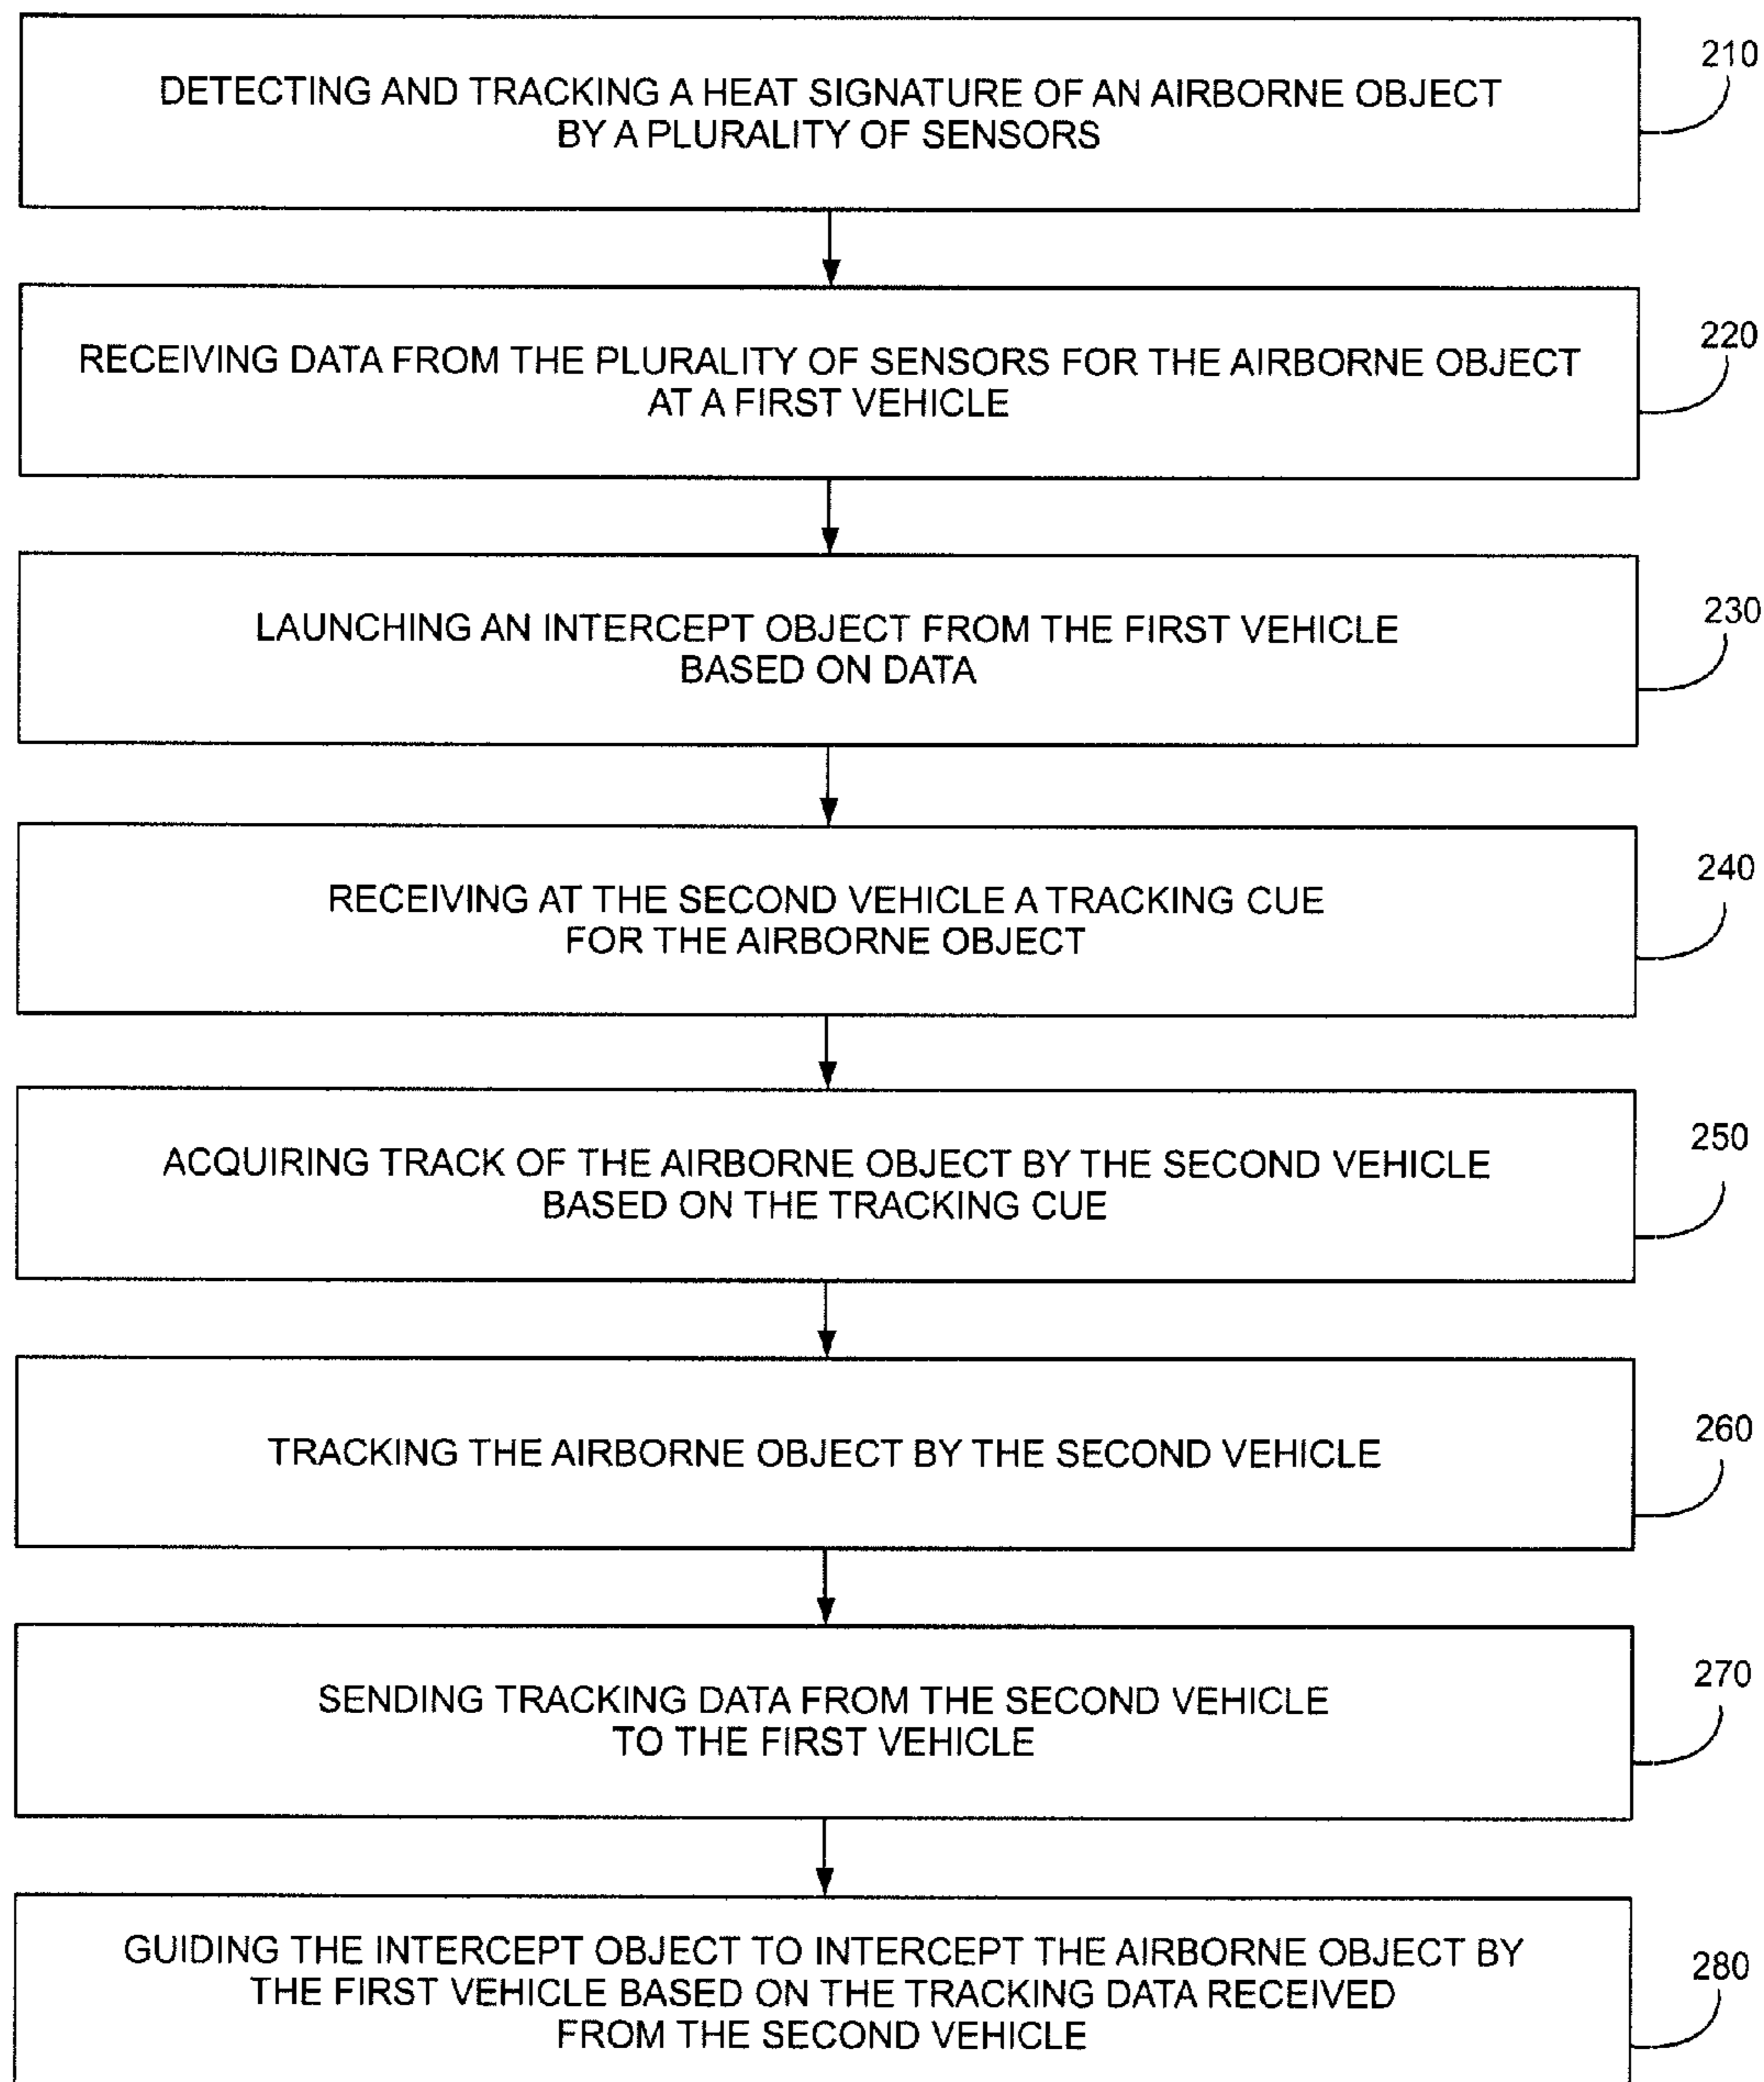 DETECTING AND TRACKING A HEAT SIGNATURE OF AN AIRBORNE OBJECT
BY A PLURALITY OF SENSORS
210
RECEIVING DATA FROM THE PLURALITY OF SENSORS FOR THE AIRBORNE OBJECT
AT A FIRST VEHICLE
220
LAUNCHING AN INTERCEPT OBJECT FROM THE FIRST VEHICLE
BASED ON DATA
230
RECEIVING AT THE SECOND VEHICLE A TRACKING CUE
FOR THE AIRBORNE OBJECT
240
ACQUIRING TRACK OF THE AIRBORNE OBJECT BY THE SECOND VEHICLE
BASED ON THE TRACKING CUE
250
TRACKING THE AIRBORNE OBJECT BY THE SECOND VEHICLE
260
SENDING TRACKING DATA FROM THE SECOND VEHICLE
TO THE FIRST VEHICLE
270
GUIDING THE INTERCEPT OBJECT TO INTERCEPT THE AIRBORNE OBJECT BY
THE FIRST VEHICLE BASED ON THE TRACKING DATA RECEIVED
FROM THE SECOND VEHICLE
280